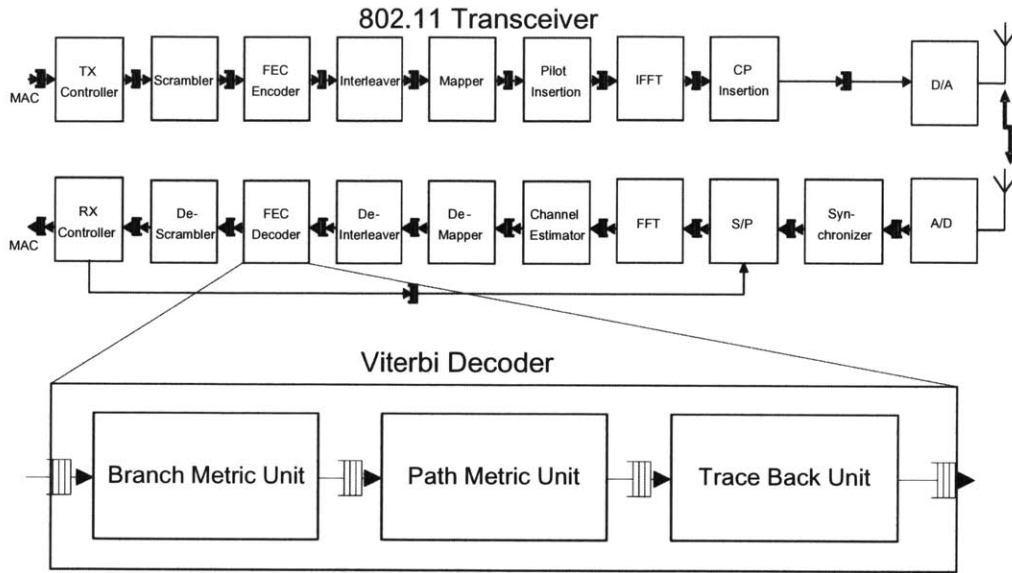 802.11 Transceiver
MAC
TX
Controller
Scrambler
FEC
Encoder
Interleaver
Mapper
Pilot
Insertion
IFFT
CP
Insertion
D/A
MAC
RX
Controller
De-
Scrambler
FEC
Decoder
De-
Interleaver
De-
Mapper
Channel
Estimator
FFT
S/P
Syn-
chronizer
A/D
Viterbi Decoder
Branch Metric Unit
Path Metric Unit
Trace Back Unit